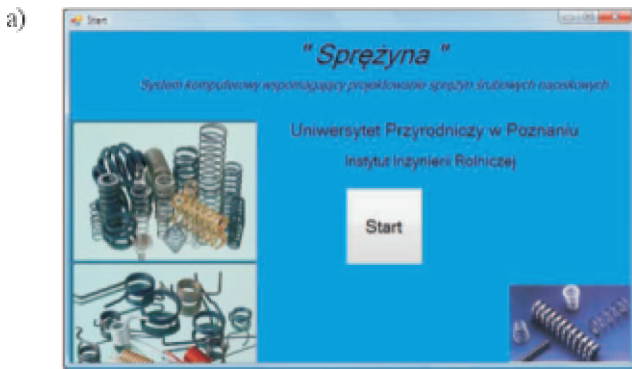 a)
Start
" Sprężyna "
System komputerowy wspomagający projektowanie sprężyn śrubowych naciskowych
Uniwersytet Przyrodniczy w Poznaniu
Instytut Inżynierii Rolniczej
Start